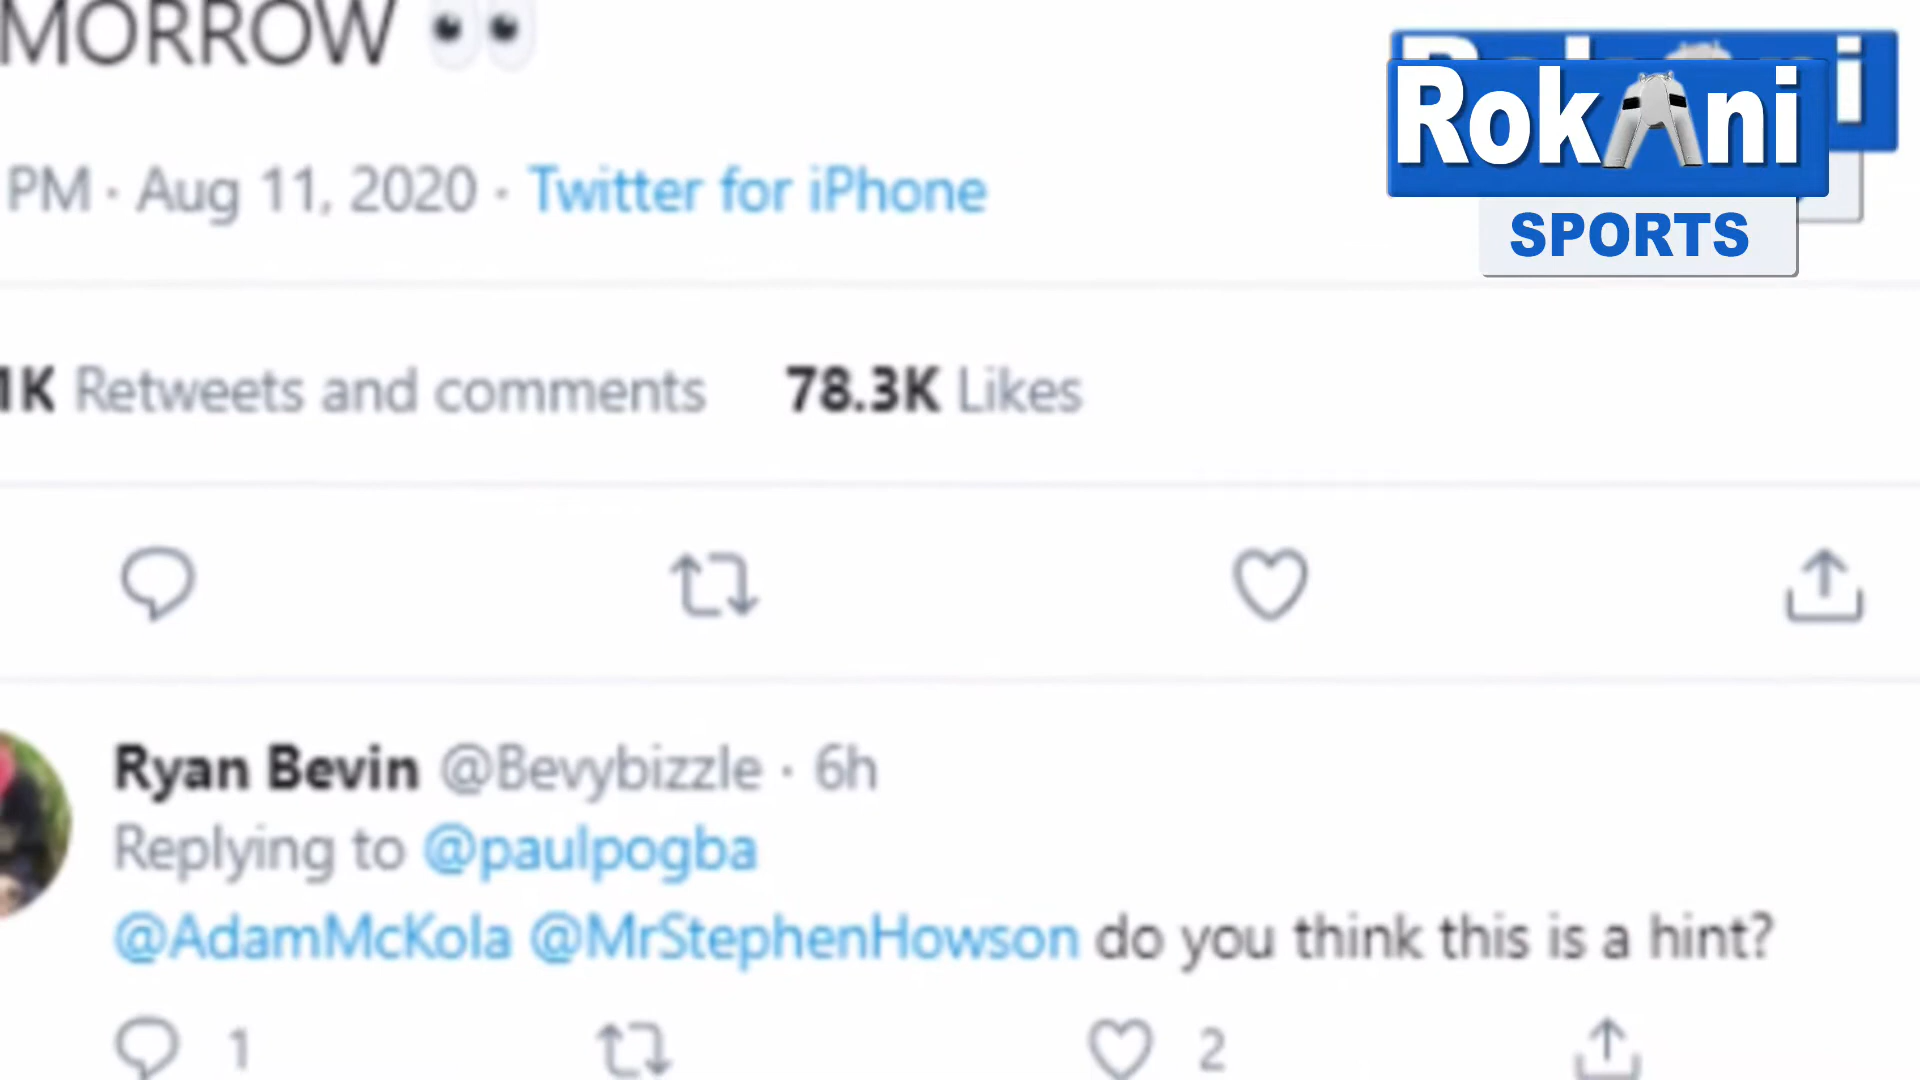 MORROW 👀
PM · Aug 11, 2020 · Twitter for iPhone
Rokani
SPORTS
1K Retweets and comments 78.3K Likes
Ryan Bevin @Bevybizzle · 6h
Replying to @paulpogba
@AdamMcKola @MrStephenHowson do you think this is a hint?
1 2